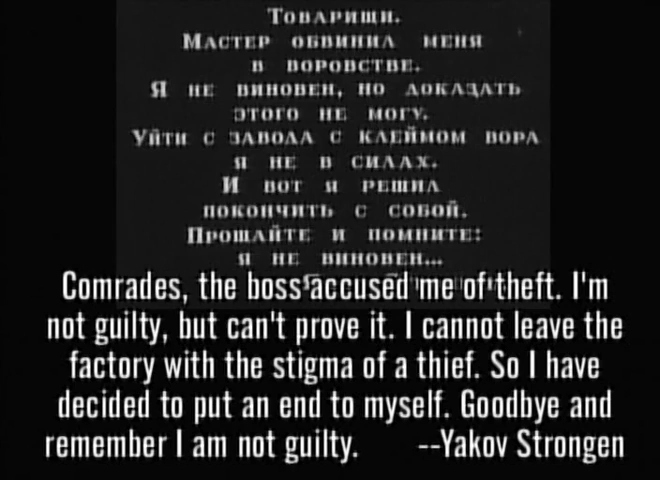 Товарищи.
Мастер обвинил меня
в воровстве.
Я не виновен, но доказать
этого не могу.
Уйти с завода с клеймом вора
я не в силах.
И вот я решил
покончить с собой.
Прощайте и помните:
я не виновен...
Comrades, the boss accused me of theft. I'm
not guilty, but can't prove it. I cannot leave the
factory with the stigma of a thief. So I have
decided to put an end to myself. Goodbye and
remember I am not guilty. --Yakov Strongen